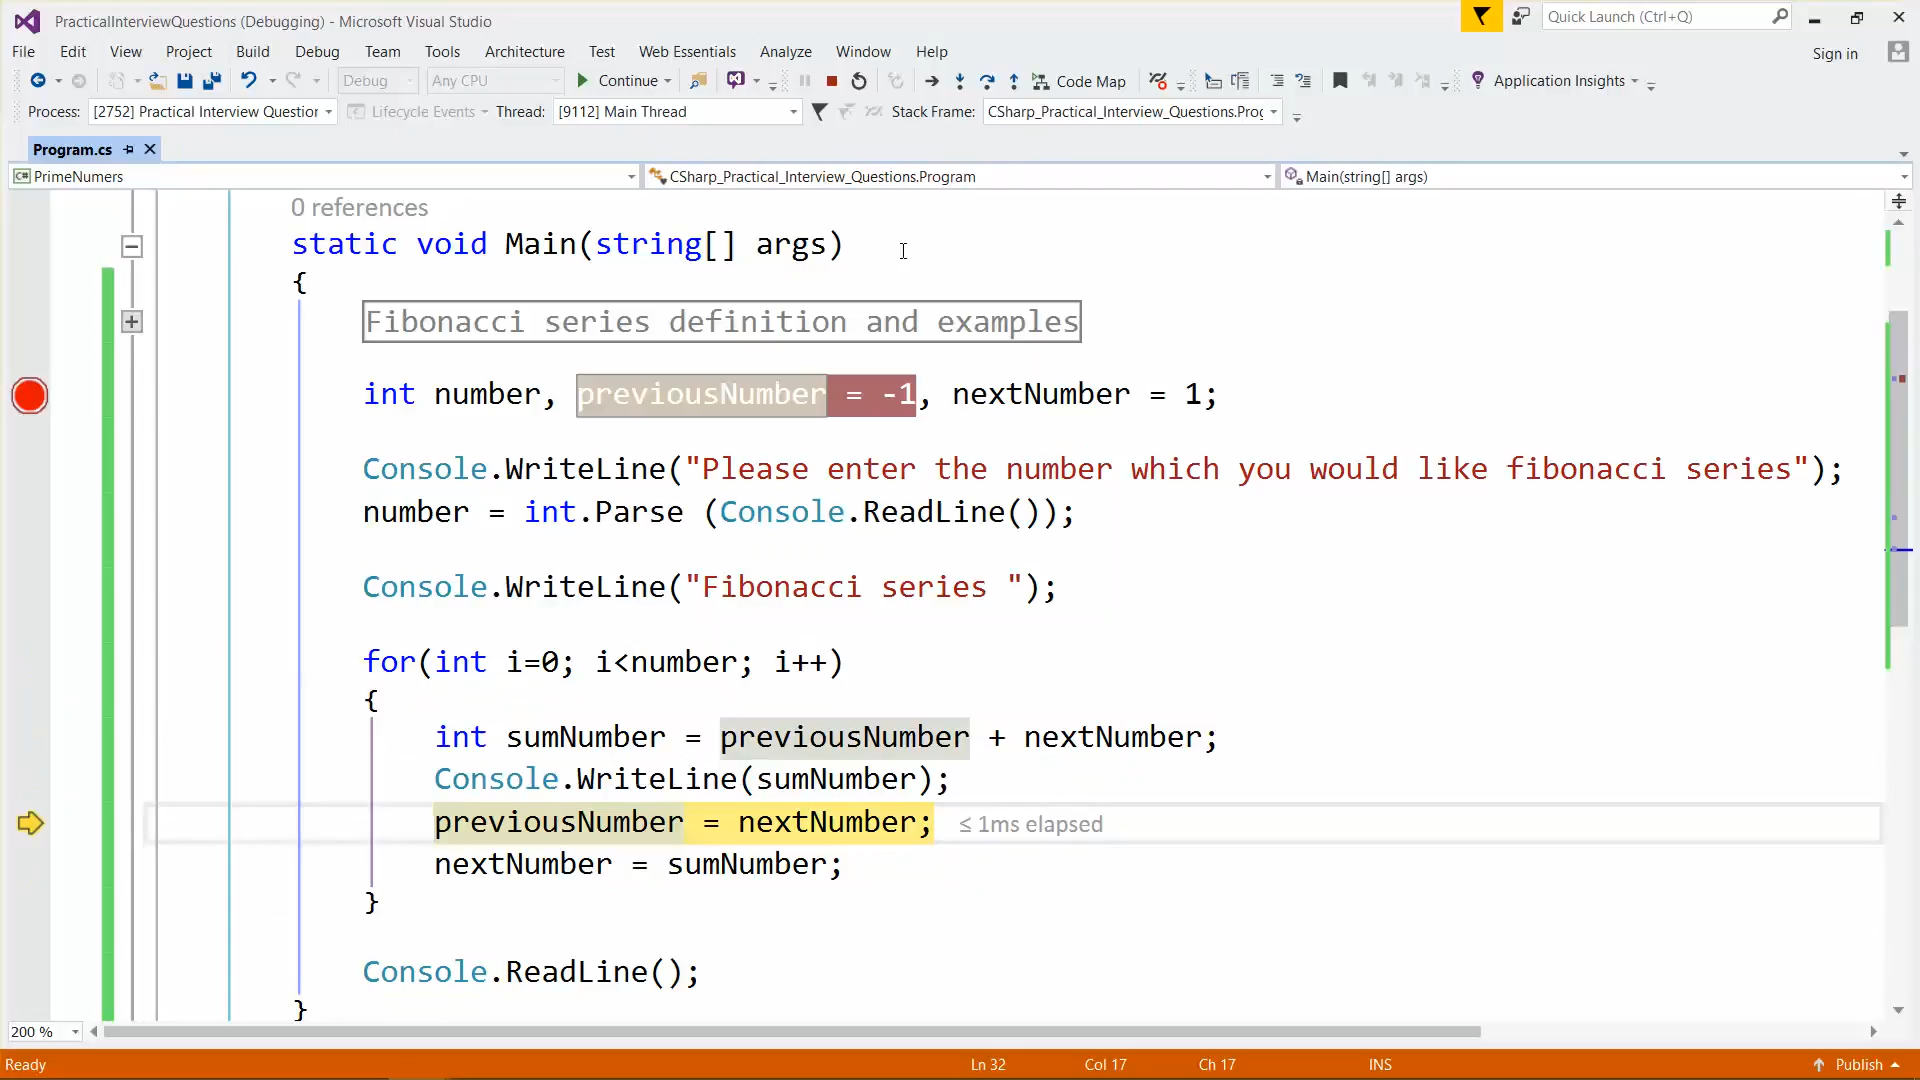 PracticalInterviewQuestions (Debugging) - Microsoft Visual Studio
Quick Launch (Ctrl+Q)
File Edit View Project Build Debug Team Tools Architecture Test Web Essentials Analyze Window Help
Sign in
Debug Any CPU Continue Code Map Application Insights
Process: [2752] Practical Interview Question Lifecycle Events Thread: [9112] Main Thread Stack Frame: CSharp_Practical_Interview_Questions.Prog
Program.cs
C# PrimeNumers CSharp_Practical_Interview_Questions.Program Main(string[] args)
0 references
static void Main(string[] args)
{
Fibonacci series definition and examples
int number, previousNumber = -1, nextNumber = 1;
Console.WriteLine("Please enter the number which you would like fibonacci series");
number = int.Parse (Console.ReadLine());
Console.WriteLine("Fibonacci series ");
for(int i=0; i<number; i++)
{
int sumNumber = previousNumber + nextNumber;
Console.WriteLine(sumNumber);
previousNumber = nextNumber; ≤ 1ms elapsed
nextNumber = sumNumber;
}
Console.ReadLine();
}
200 %
Ready Ln 32 Col 17 Ch 17 INS Publish